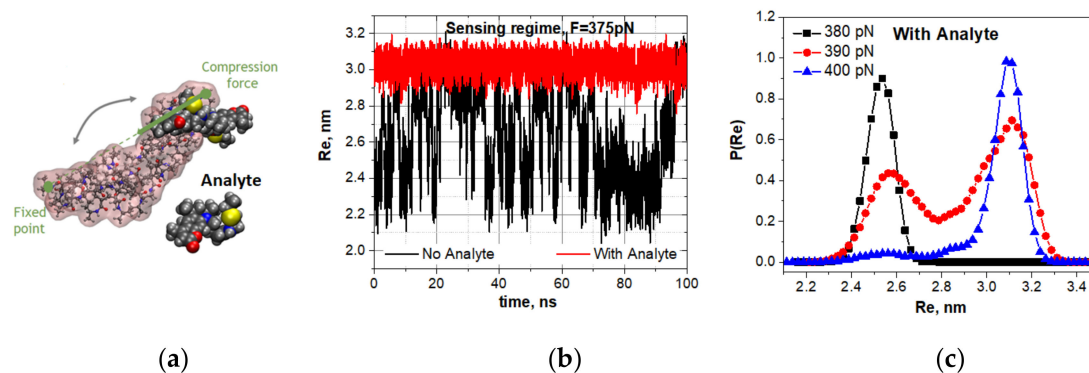 Compression
force
Analyte
Fixed
point
Sensing regime, F=375pN
Re, nm
3.2
3.0
2.8
2.6
2.4
2.2
2.0
No Analyte
With Analyte
0 20 40 60 80 100
time, ns
P(Re)
1.2
1.0
0.8
0.6
0.4
0.2
0.0
380 pN
390 pN
400 pN
With Analyte
2.2 2.4 2.6 2.8 3.0 3.2 3.4
Re, nm
(a) (b) (c)